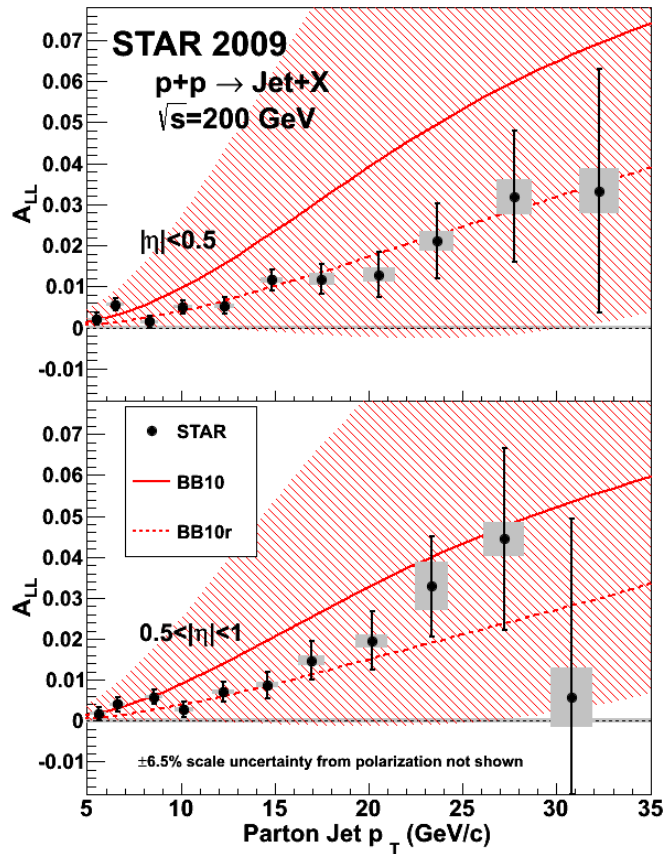 STAR 2009
p+p → Jet+X
√s=200 GeV
|η|<0.5
A_LL
0.07
0.06
0.05
0.04
0.03
0.02
0.01
0
-0.01
STAR
BB10
BB10r
0.5<|η|<1
A_LL
0.07
0.06
0.05
0.04
0.03
0.02
0.01
0
-0.01
±6.5% scale uncertainty from polarization not shown
5 10 15 20 25 30 35
Parton Jet p_T (GeV/c)